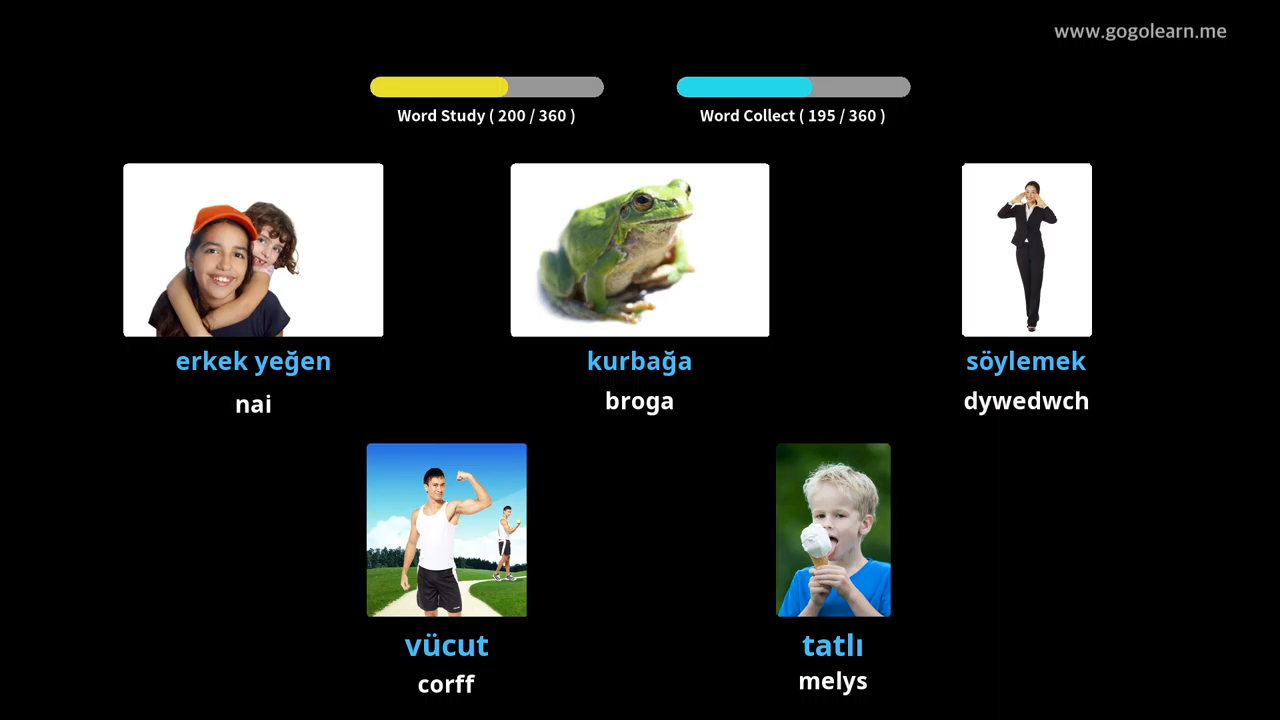 www.gogolearn.me
Word Study ( 200 / 360 )
Word Collect ( 195 / 360 )
erkek yeğen
nai
kurbağa
broga
söylemek
dywedwch
vücut
corff
tatlı
melys